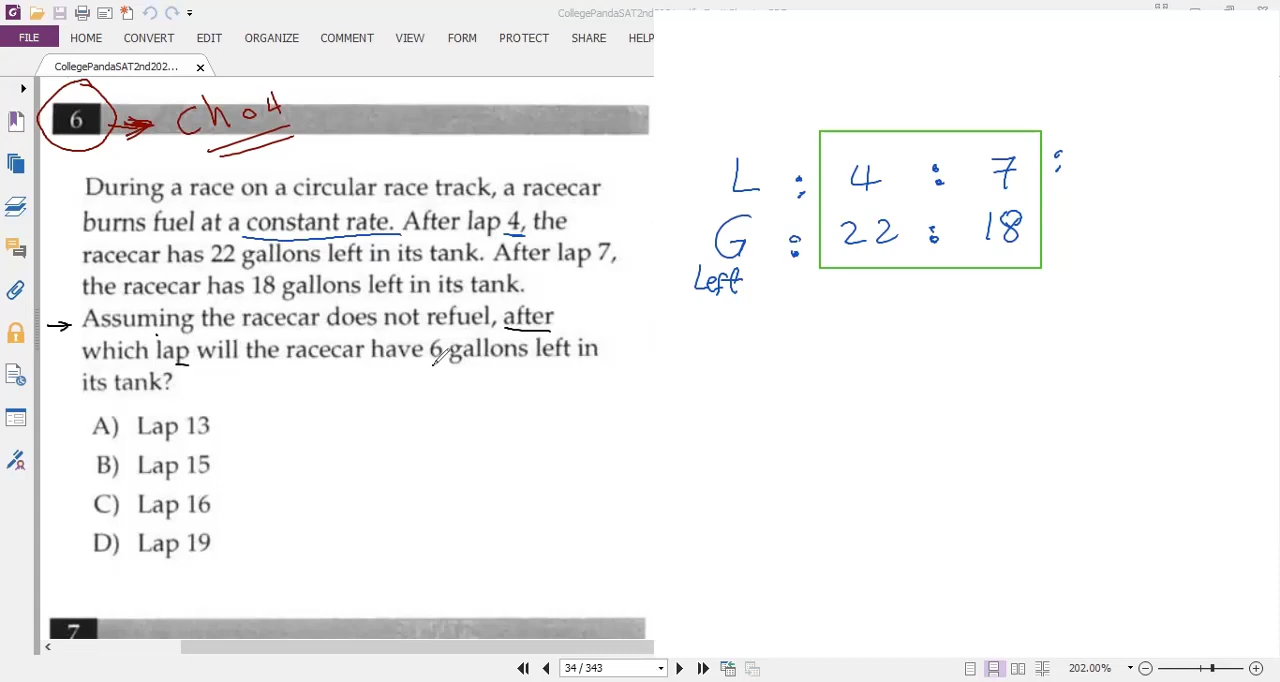 CollegePandaSAT2nd202
FILE HOME CONVERT EDIT ORGANIZE COMMENT VIEW FORM PROTECT SHARE HELP
CollegePandaSAT2nd202... ×
6 Ch04
During a race on a circular race track, a racecar
burns fuel at a constant rate. After lap 4, the
racecar has 22 gallons left in its tank. After lap 7,
the racecar has 18 gallons left in its tank.
Assuming the racecar does not refuel, after
which lap will the racecar have 6 gallons left in
its tank?
A) Lap 13
B) Lap 15
C) Lap 16
D) Lap 19
7
L : 4 : 7 :
G : 22 : 18
Left
34 / 343
202.00%